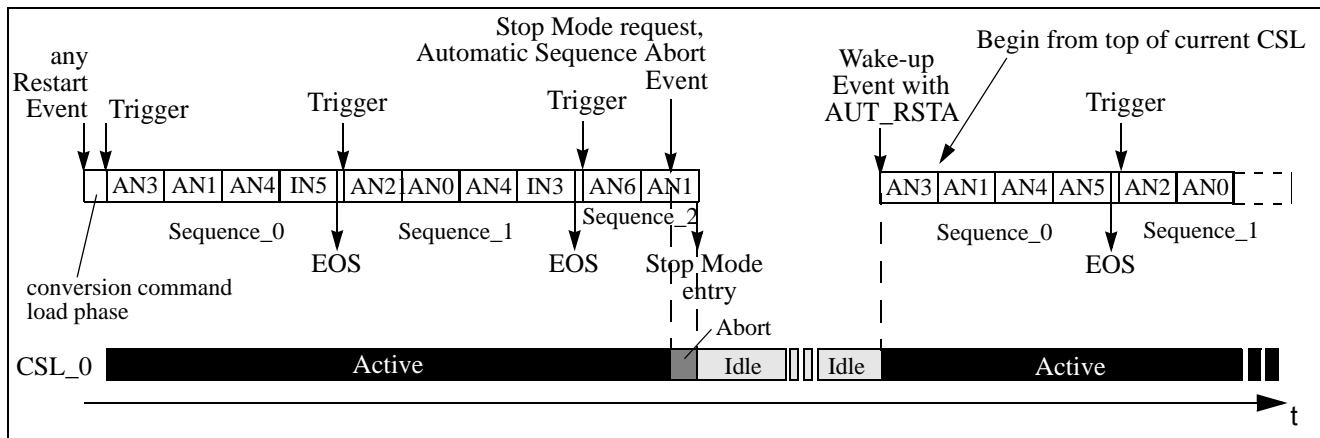 Stop Mode request,
Automatic Sequence Abort
Event
any
Restart
Event
Trigger
Trigger
Trigger
Wake-up
Event with
AUT_RSTA
Begin from top of current CSL
Trigger
AN3 AN1 AN4 IN5 AN21 AN0 AN4 IN3 AN6 AN1
AN3 AN1 AN4 AN5 AN2 AN0
Sequence_0
Sequence_1
Sequence_2
Sequence_0
Sequence_1
EOS
EOS
Stop Mode
entry
EOS
conversion command
load phase
Abort
CSL_0
Active
Idle
Idle
Active
t